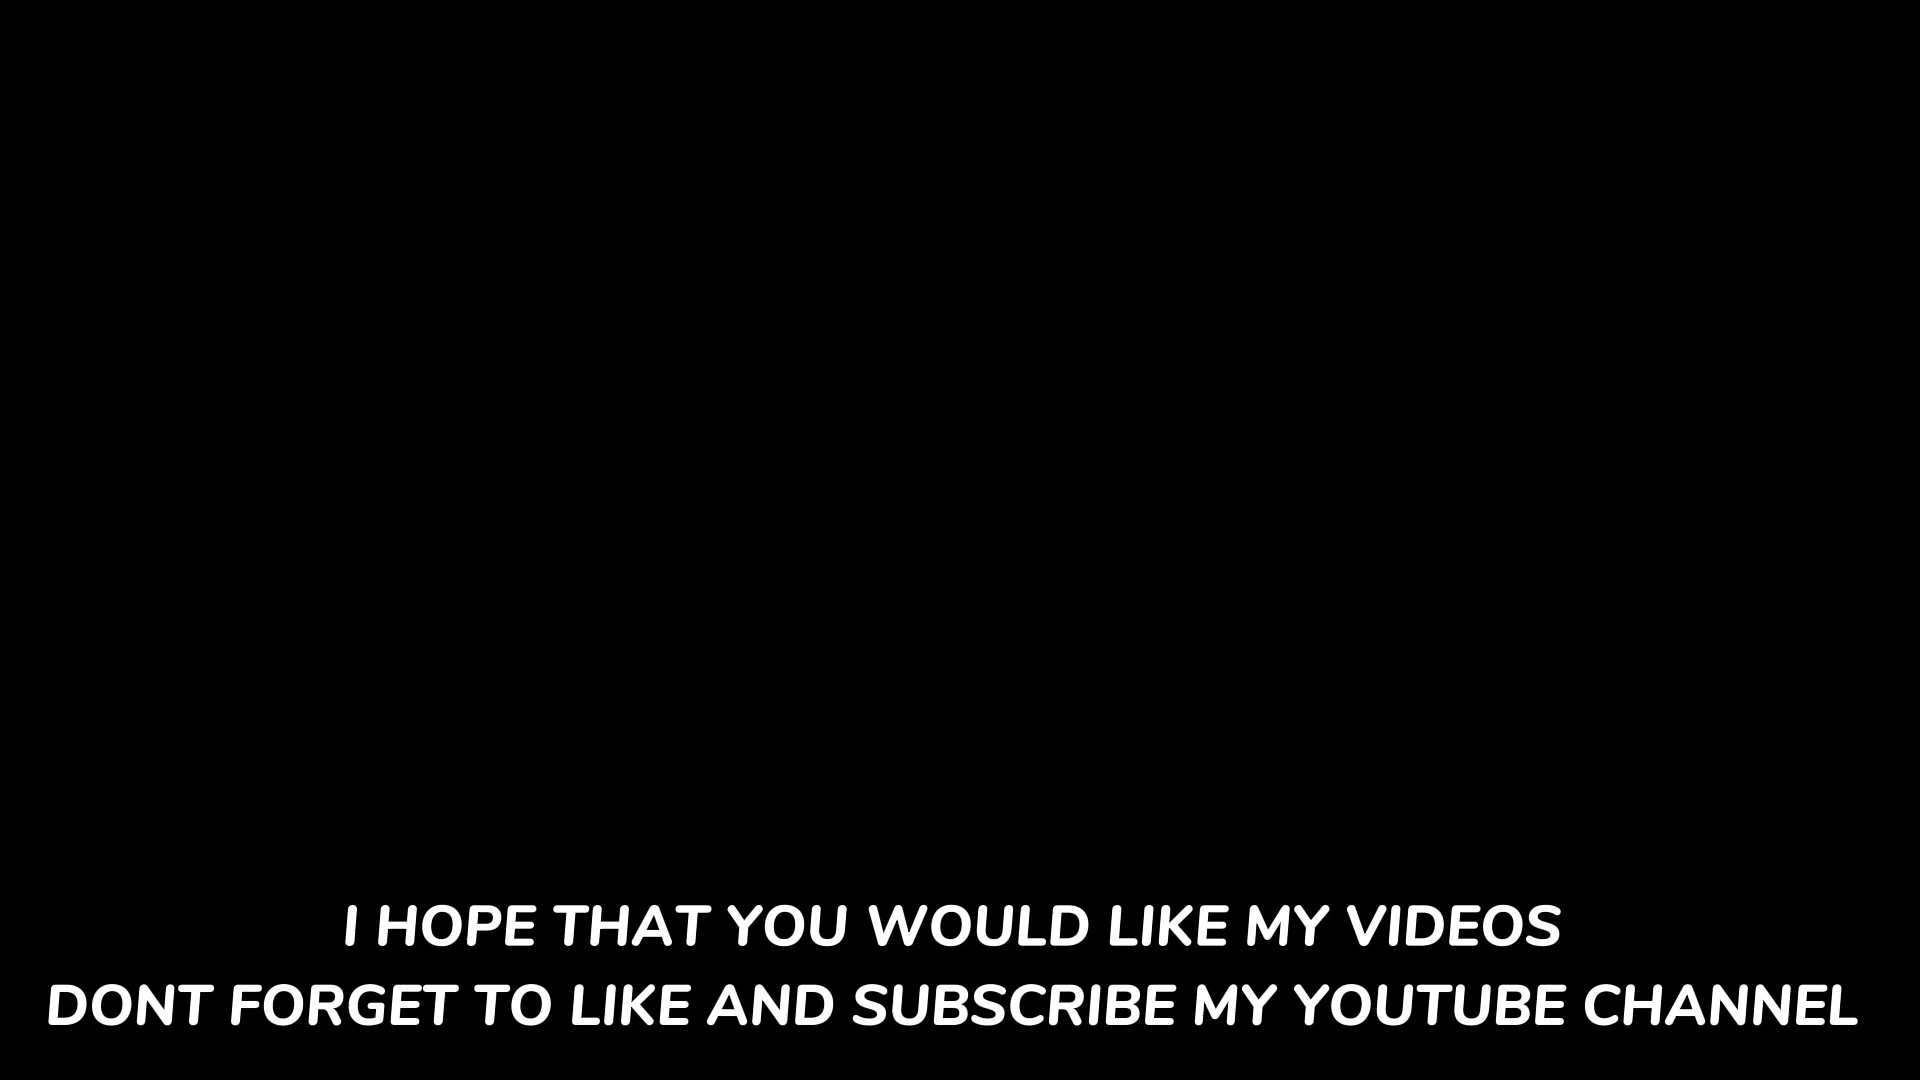 I HOPE THAT YOU WOULD LIKE MY VIDEOS
DONT FORGET TO LIKE AND SUBSCRIBE MY YOUTUBE CHANNEL